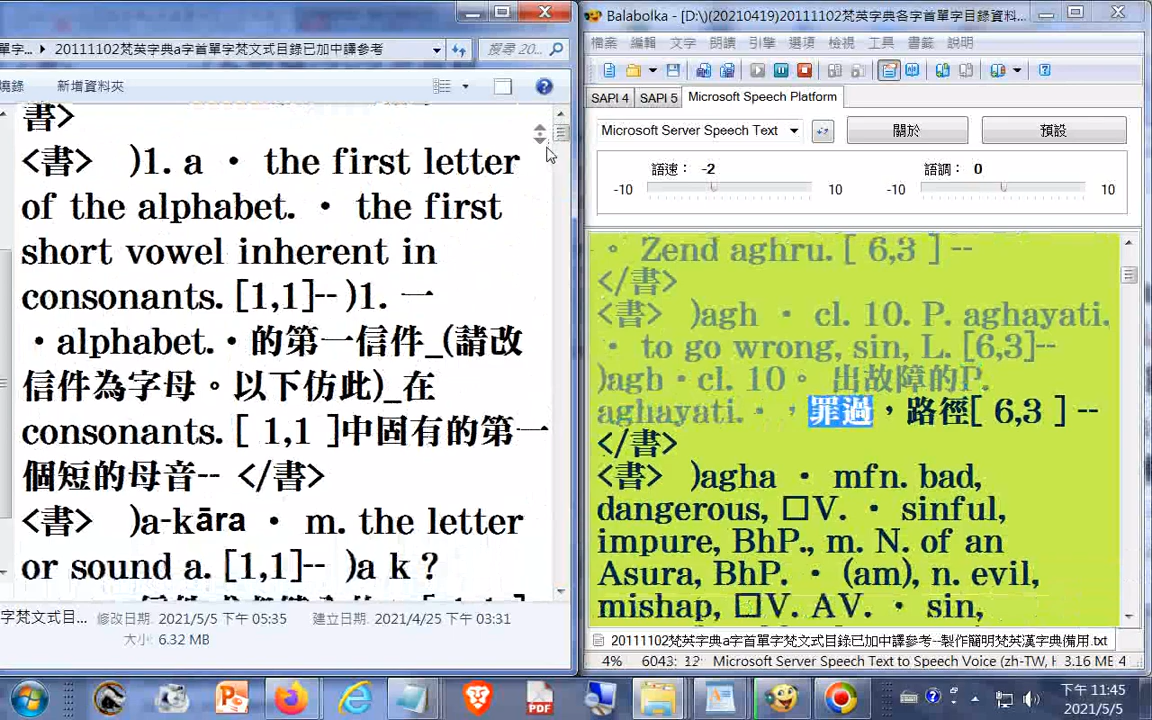 單字... ▸ 20111102梵英字典a字首單字梵文式目錄已加中譯參考
搜尋 20...
燒錄 新增資料夾
書>
<書> )1. a • the first letter
of the alphabet. • the first
short vowel inherent in
consonants. [1,1]-- )1. 一
•alphabet.•的第一信件_(請改
信件為字母。以下仿此)_在
consonants. [ 1,1 ]中固有的第一
個短的母音-- </書>
<書> )a-kāra • m. the letter
or sound a. [1,1]-- )a k ?
字梵文式目... 修改日期: 2021/5/5 下午 05:35 建立日期: 2021/4/25 下午 03:31
大小: 6.32 MB
Balabolka - [D:\)(20210419)20111102梵英字典各字首單字目錄資料...
檔案 編輯 文字 朗讀 引擎 選項 檢視 工具 書籤 說明
SAPI 4 SAPI 5 Microsoft Speech Platform
Microsoft Server Speech Text 關於 預設
語速: -2 語調: 0
-10 10 -10 10
。 Zend aghru. [ 6,3 ] --
</書>
<書> )agh • cl. 10. P. aghayati.
• to go wrong, sin, L. [6,3]--
)agh•cl. 10。 出故障的P.
aghayati. • ，罪過，路徑[ 6,3 ] --
</書>
<書> )agha • mfn. bad,
dangerous, □V. • sinful,
impure, BhP., m. N. of an
Asura, BhP. • (am), n. evil,
mishap, □V. AV. • sin,
20111102梵英字典a字首單字梵文式目錄已加中譯參考--製作簡明梵英漢字典備用.txt
4% 6043: 12 Microsoft Server Speech Text to Speech Voice (zh-TW, H 3.16 ME 4
PDF
下午 11:45
2021/5/5